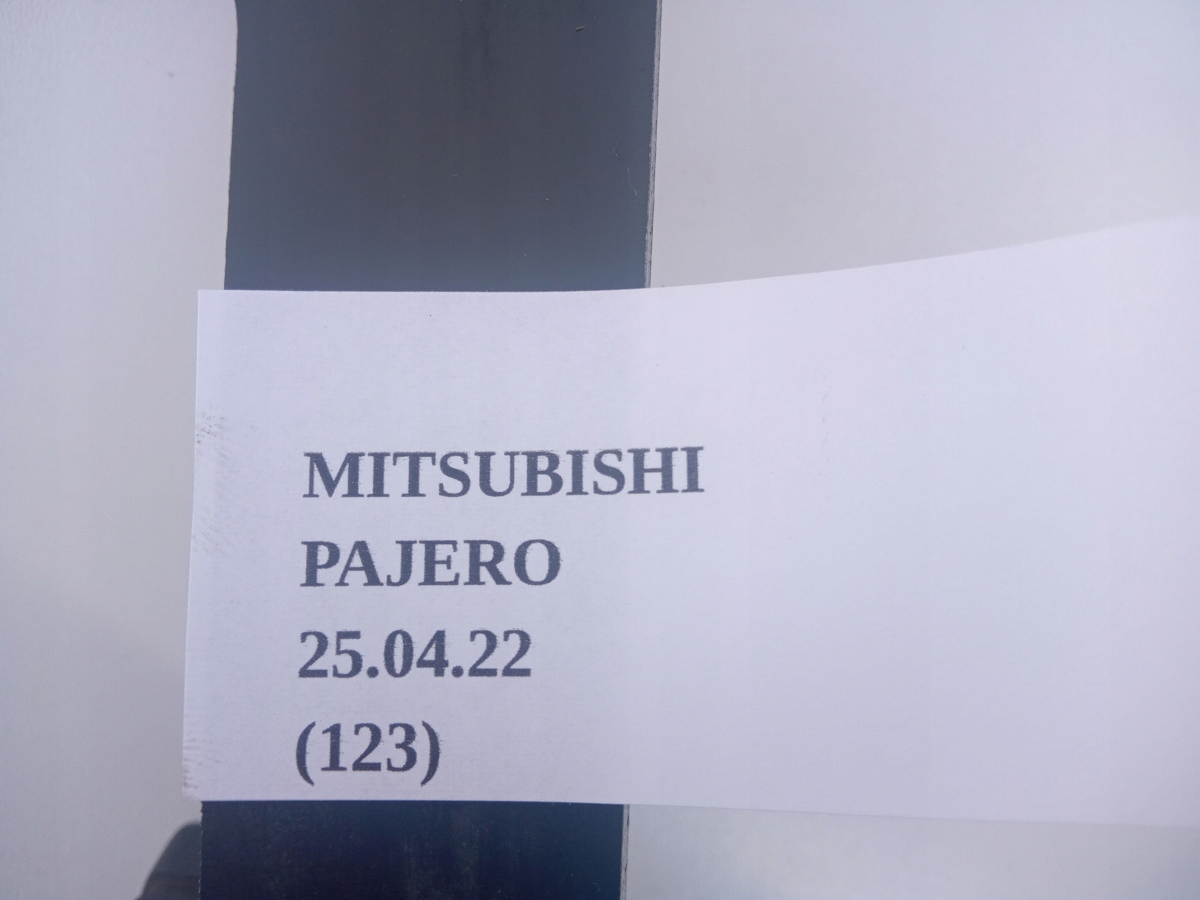 MITSUBISHI
PAJERO
25.04.22
(123)